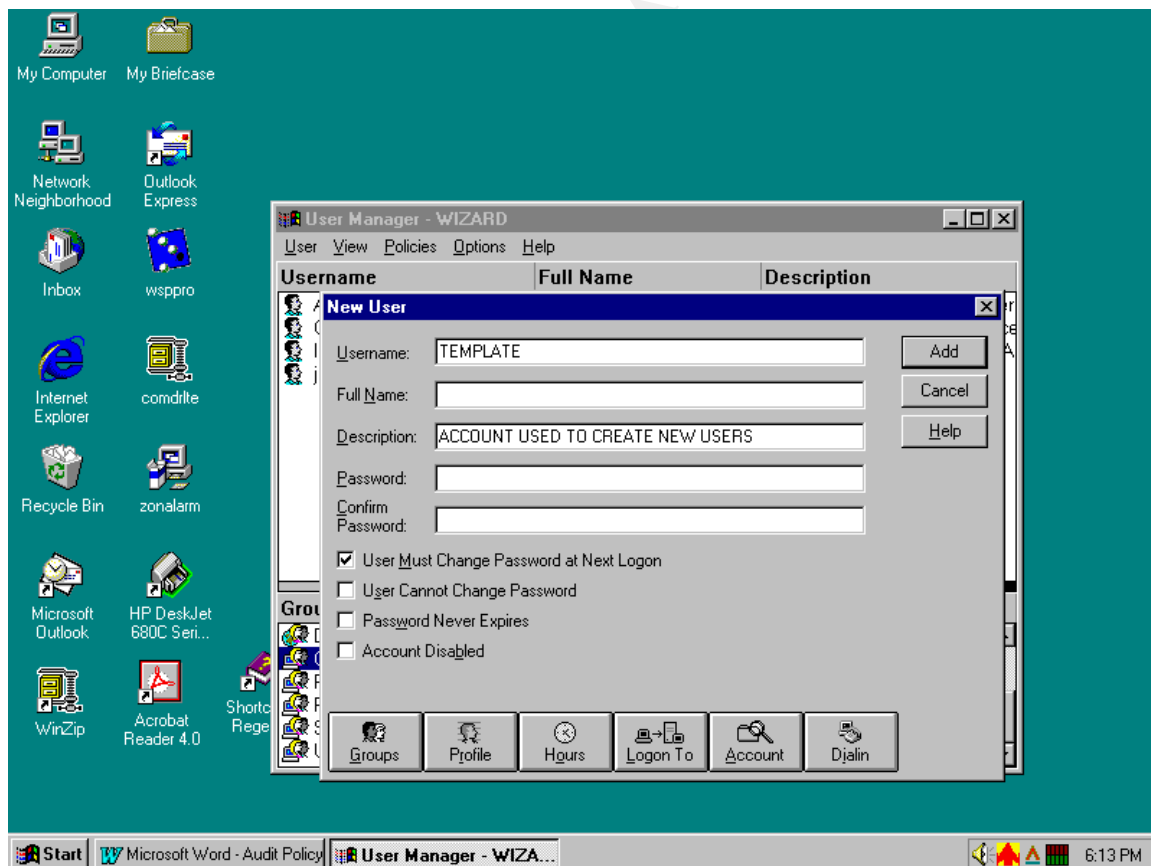 My Computer
My Briefcase
Network Neighborhood
Outlook Express
Inbox
wsppro
Internet Explorer
comdrlte
Recycle Bin
zonalarm
Microsoft Outlook
HP DeskJet 680C Seri...
WinZip
Acrobat Reader 4.0
User Manager - WIZARD
User View Policies Options Help
Username Full Name Description
New User
Username: TEMPLATE
Add
Full Name:
Cancel
Description: ACCOUNT USED TO CREATE NEW USERS
Help
Password:
Confirm Password:
User Must Change Password at Next Logon
User Cannot Change Password
Password Never Expires
Account Disabled
Groups Profile Hours Logon To Account Dialin
Start
Microsoft Word - Audit Policy
User Manager - WIZA...
6:13 PM